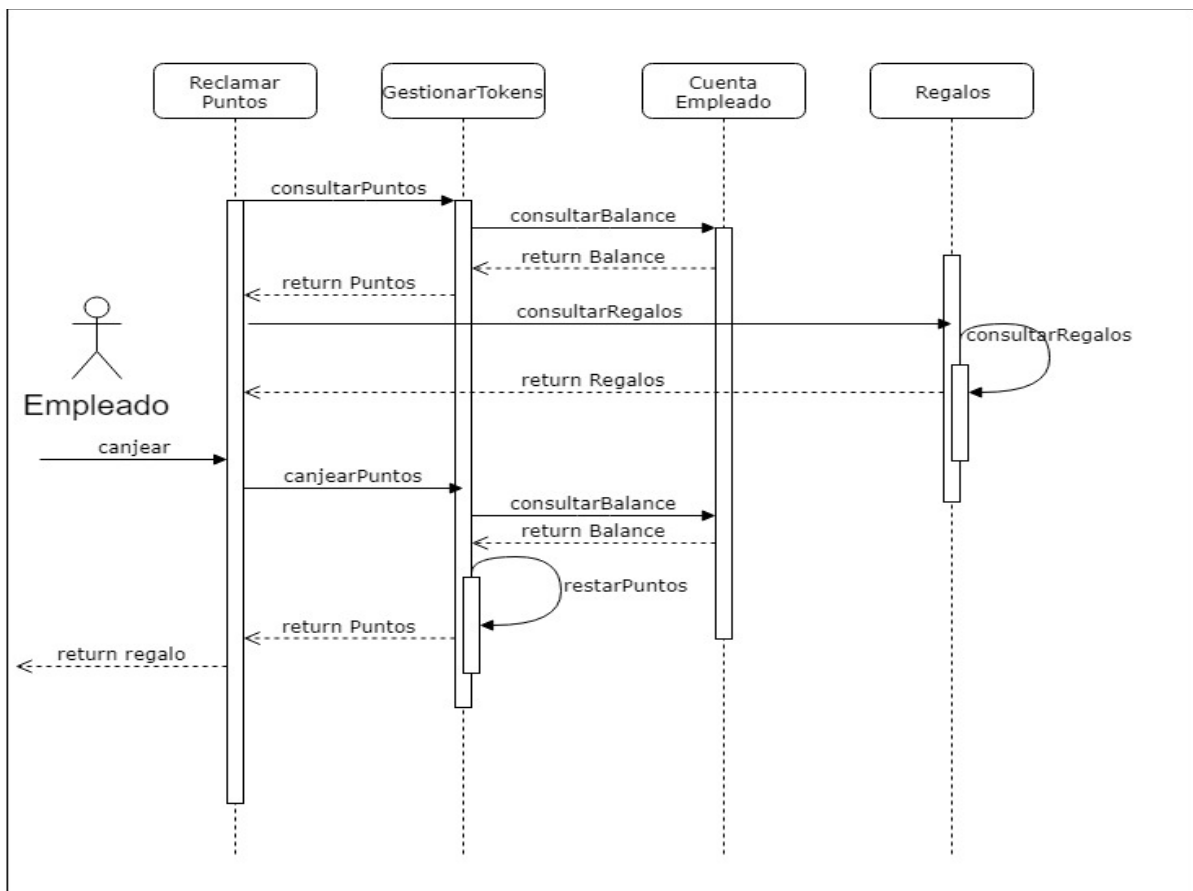 Reclamar
Puntos
GestionarTokens
Cuenta
Empleado
Regalos
consultarPuntos
consultarBalance
return Balance
return Puntos
consultarRegalos
consultarRegalos
return Regalos
Empleado
canjear
canjearPuntos
consultarBalance
return Balance
restarPuntos
return Puntos
return regalo